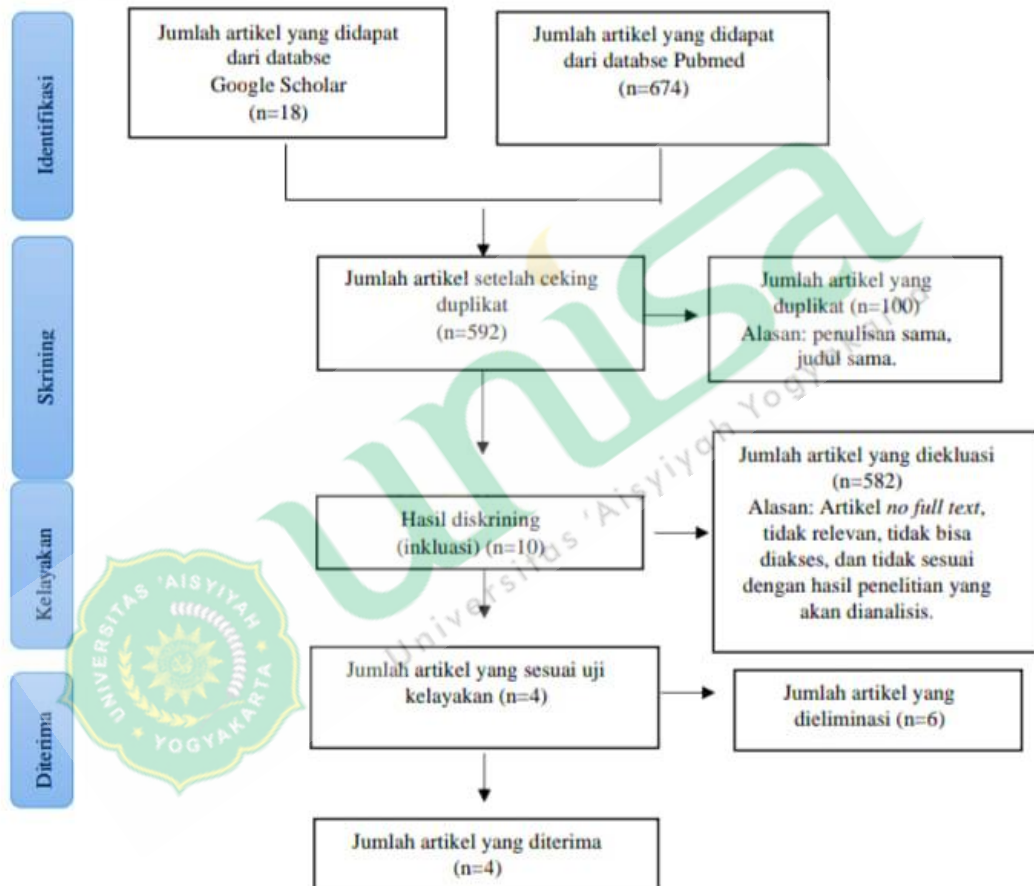 Identifikasi
Jumlah artikel yang didapat
dari databse
Google Scholar
(n=18)
Jumlah artikel yang didapat
dari databse Pubmed
(n=674)
Skrining
Jumlah artikel setelah ceking
duplikat
(n=592)
Jumlah artikel yang
duplikat (n=100)
Alasan: penulisan sama,
judul sama.
Kelayakan
Hasil diskrining
(inkluasi) (n=10)
Jumlah artikel yang diekluasi
(n=582)
Alasan: Artikel no full text,
tidak relevan, tidak bisa
diakses, dan tidak sesuai
dengan hasil penelitian yang
akan dianalisis.
Jumlah artikel yang sesuai uji
kelayakan (n=4)
Jumlah artikel yang
dieliminasi (n=6)
Diterima
Jumlah artikel yang diterima
(n=4)
unisa
Universitas 'Aisyiyah Yogyakarta
UNIVERSITAS 'AISYIYAH
YOGYAKARTA